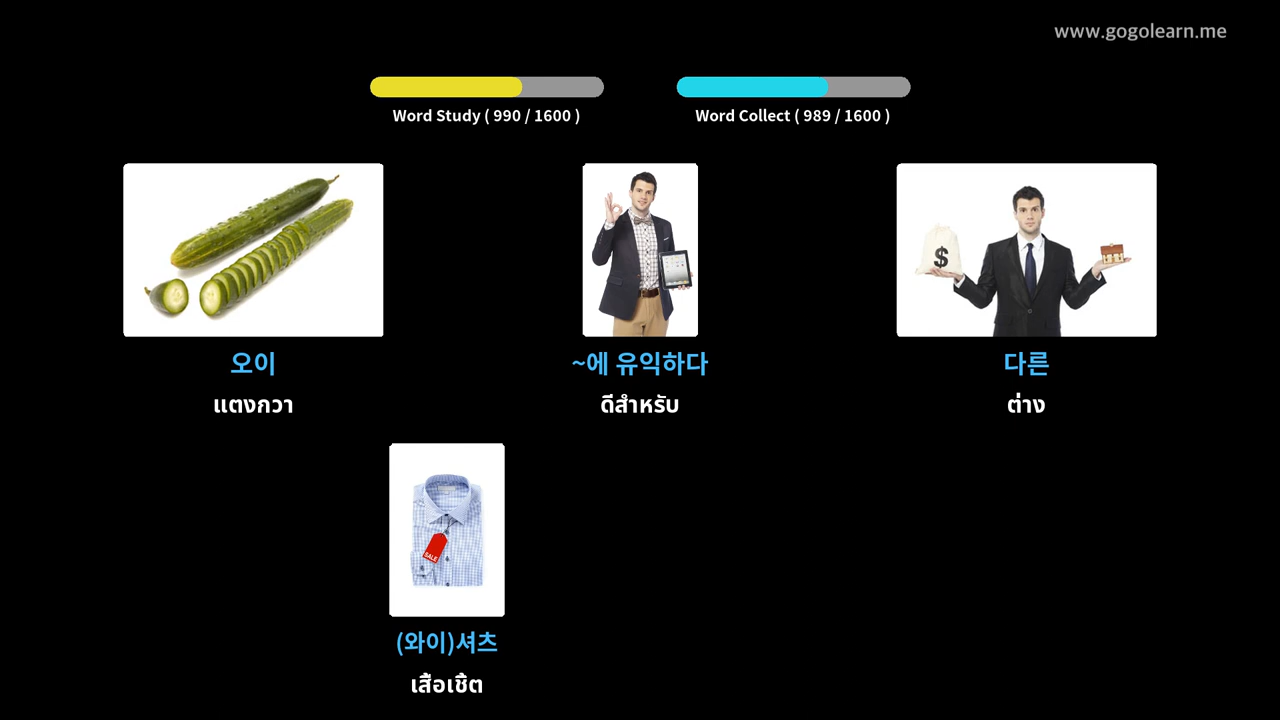 www.gogolearn.me
Word Study ( 990 / 1600 )
Word Collect ( 989 / 1600 )
$
오이
~에 유익하다
다른
แตงกวา
ดีสำหรับ
ต่าง
SALE
(와이)셔츠
เสื้อเชิ้ต